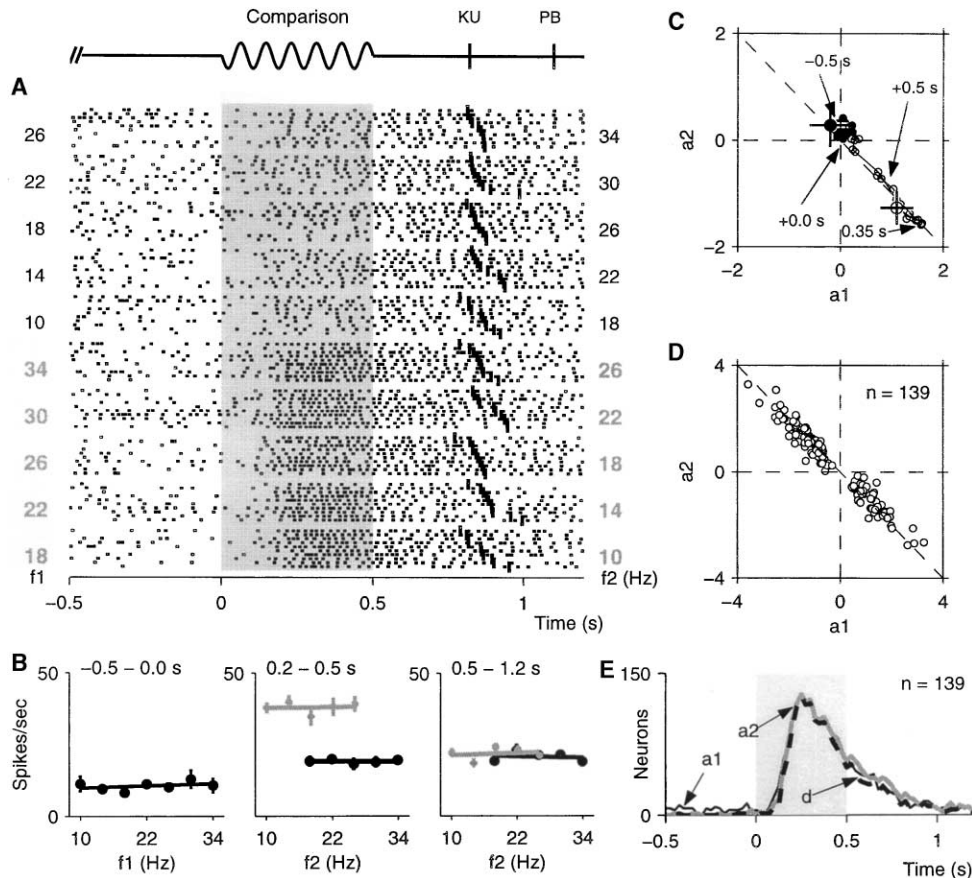 Comparison KU PB
A
26 34
22 30
18 26
14 22
10 18
34 26
30 22
26 18
22 14
18 10
f1 f2 (Hz)
−0.5 0 0.5 1
Time (s)
B
−0.5 – 0.0 s 0.2 – 0.5 s 0.5 – 1.2 s
50 50 50
Spikes/sec
0
10 22 34 10 22 34 10 22 34
f1 (Hz) f2 (Hz) f2 (Hz)
C
2
−0.5 s
+0.5 s
a2
0
+0.0 s
0.35 s
−2
−2 0 2
a1
D
4
n = 139
a2
0
−4
−4 0 4
a1
E
150
n = 139
Neurons
a2
a1
d
0
−0.5 0 0.5 1
Time (s)